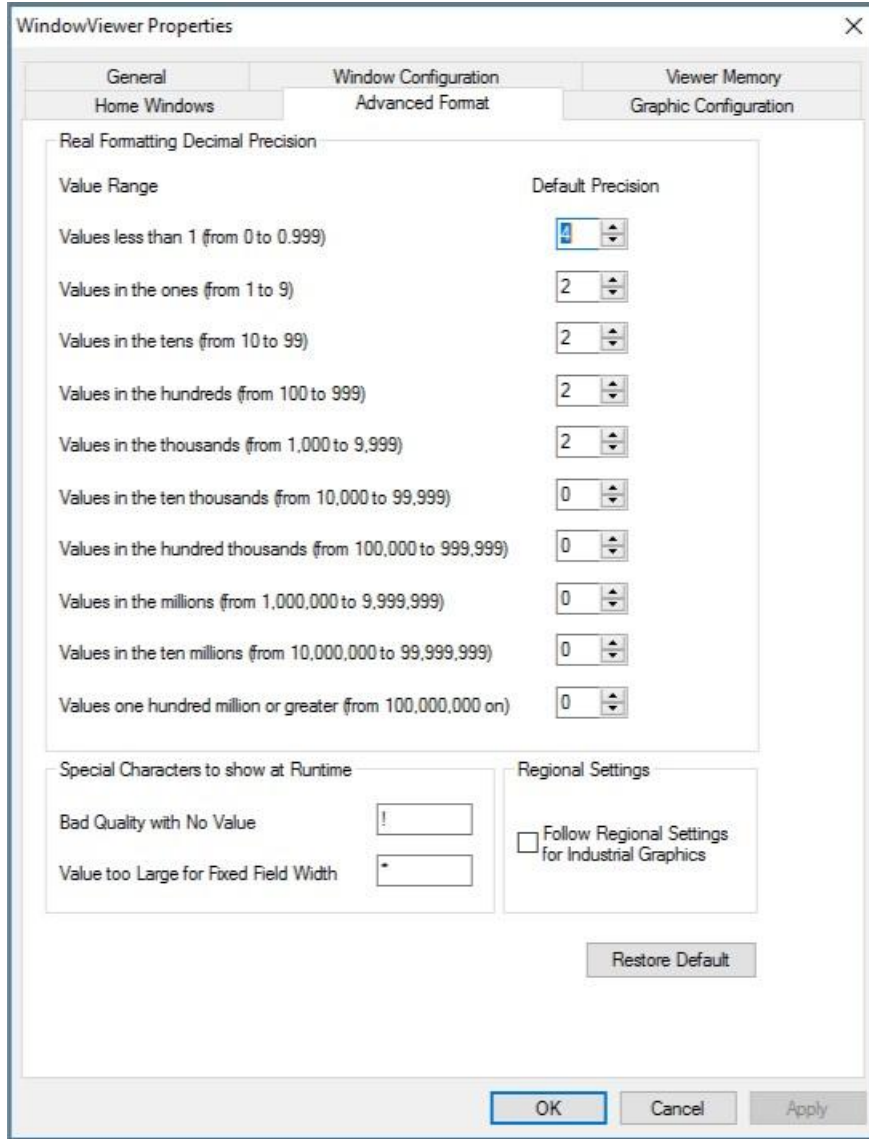 WindowViewer Properties
General Window Configuration Viewer Memory
Home Windows Advanced Format Graphic Configuration
Real Formatting Decimal Precision
Value Range Default Precision
Values less than 1 (from 0 to 0.999) 4
Values in the ones (from 1 to 9) 2
Values in the tens (from 10 to 99) 2
Values in the hundreds (from 100 to 999) 2
Values in the thousands (from 1,000 to 9,999) 2
Values in the ten thousands (from 10,000 to 99,999) 0
Values in the hundred thousands (from 100,000 to 999,999) 0
Values in the millions (from 1,000,000 to 9,999,999) 0
Values in the ten millions (from 10,000,000 to 99,999,999) 0
Values one hundred million or greater (from 100,000,000 on) 0
Special Characters to show at Runtime
Bad Quality with No Value !
Value too Large for Fixed Field Width *
Regional Settings
Follow Regional Settings
for Industrial Graphics
Restore Default
OK Cancel Apply